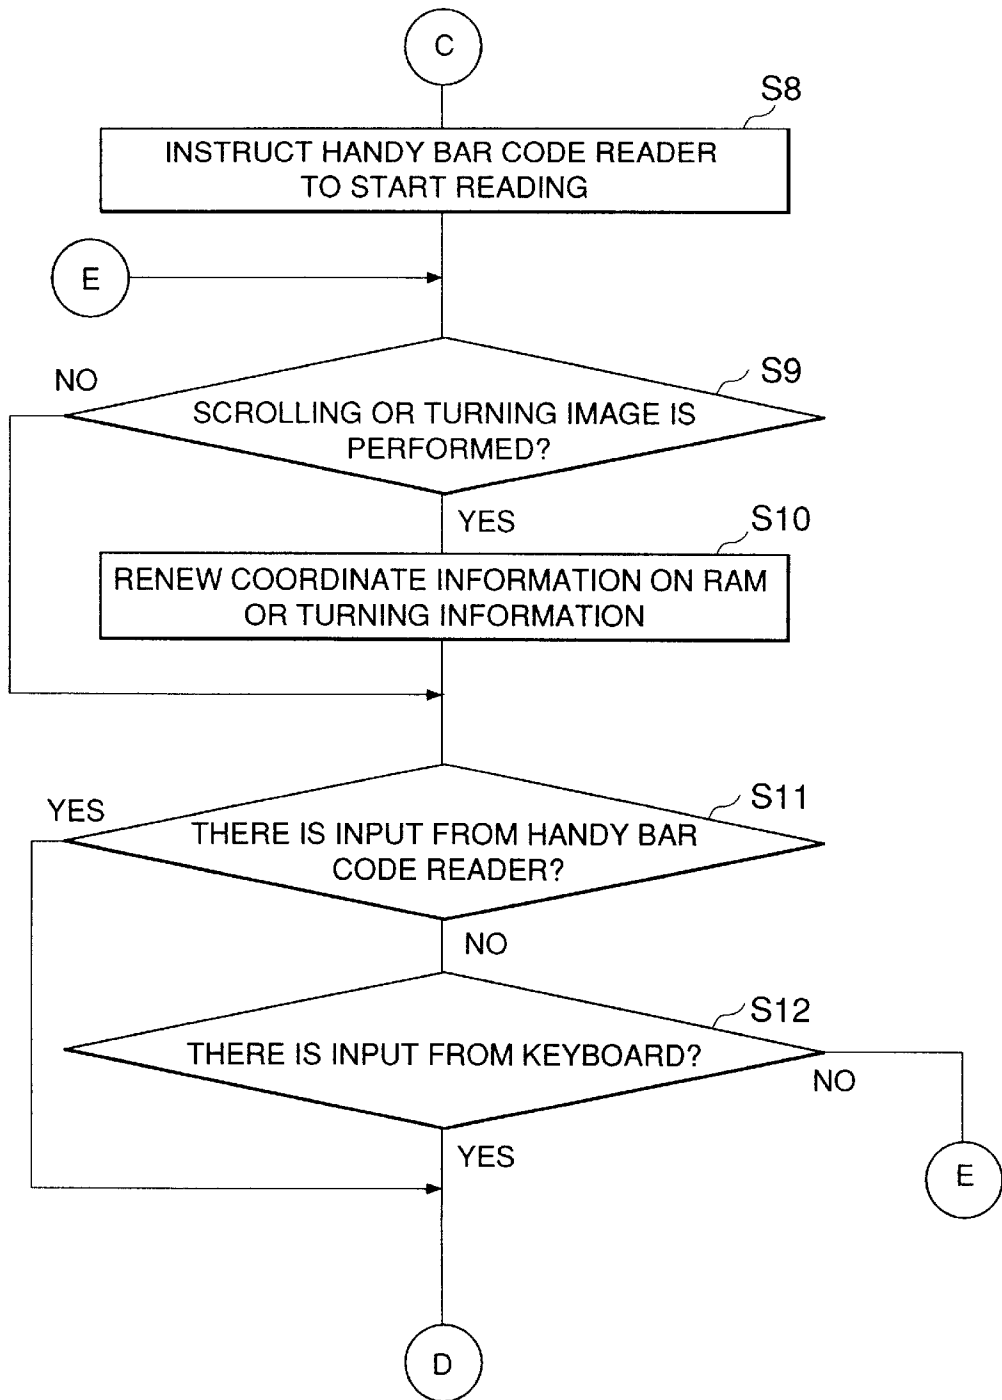 C
S8
INSTRUCT HANDY BAR CODE READER
TO START READING
E
NO
S9
SCROLLING OR TURNING IMAGE IS
PERFORMED?
YES
S10
RENEW COORDINATE INFORMATION ON RAM
OR TURNING INFORMATION
YES
S11
THERE IS INPUT FROM HANDY BAR
CODE READER?
NO
S12
THERE IS INPUT FROM KEYBOARD?
NO
YES
E
D